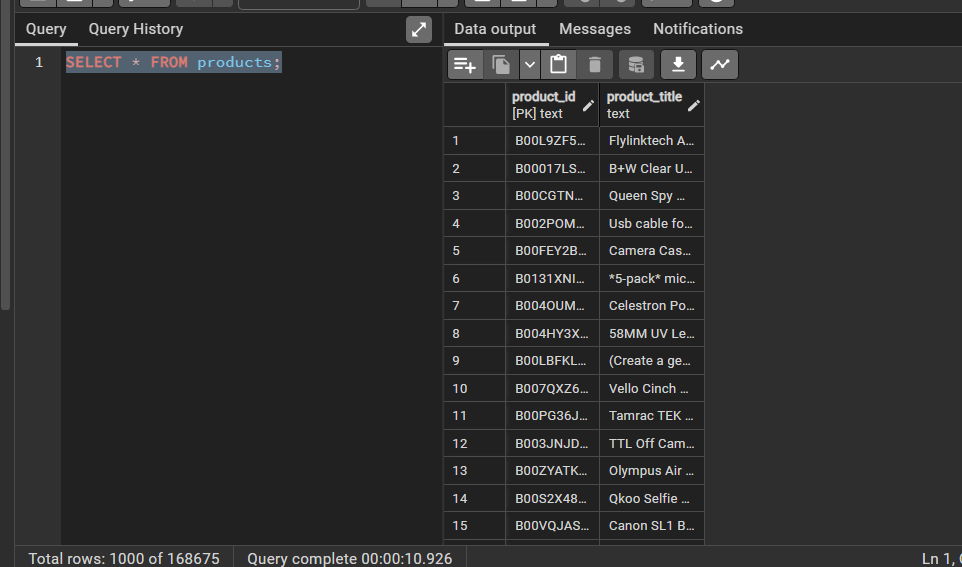 Query Query History
Data output Messages Notifications
1 SELECT * FROM products;
product_id product_title
[PK] text text
1 B00L9ZF5… Flylinktech A…
2 B00017LS… B+W Clear U…
3 B00CGTN… Queen Spy …
4 B002POM… Usb cable fo…
5 B00FEY2B… Camera Cas…
6 B0131XNI… *5-pack* mic…
7 B004OUM… Celestron Po…
8 B004HY3X… 58MM UV Le…
9 B00LBFKL… (Create a ge…
10 B007QXZ6… Vello Cinch …
11 B00PG36J… Tamrac TEK …
12 B003JNJD… TTL Off Cam…
13 B00ZYATK… Olympus Air …
14 B00S2X48… Qkoo Selfie …
15 B00VQJAS… Canon SL1 B…
Total rows: 1000 of 168675 Query complete 00:00:10.926 Ln 1,